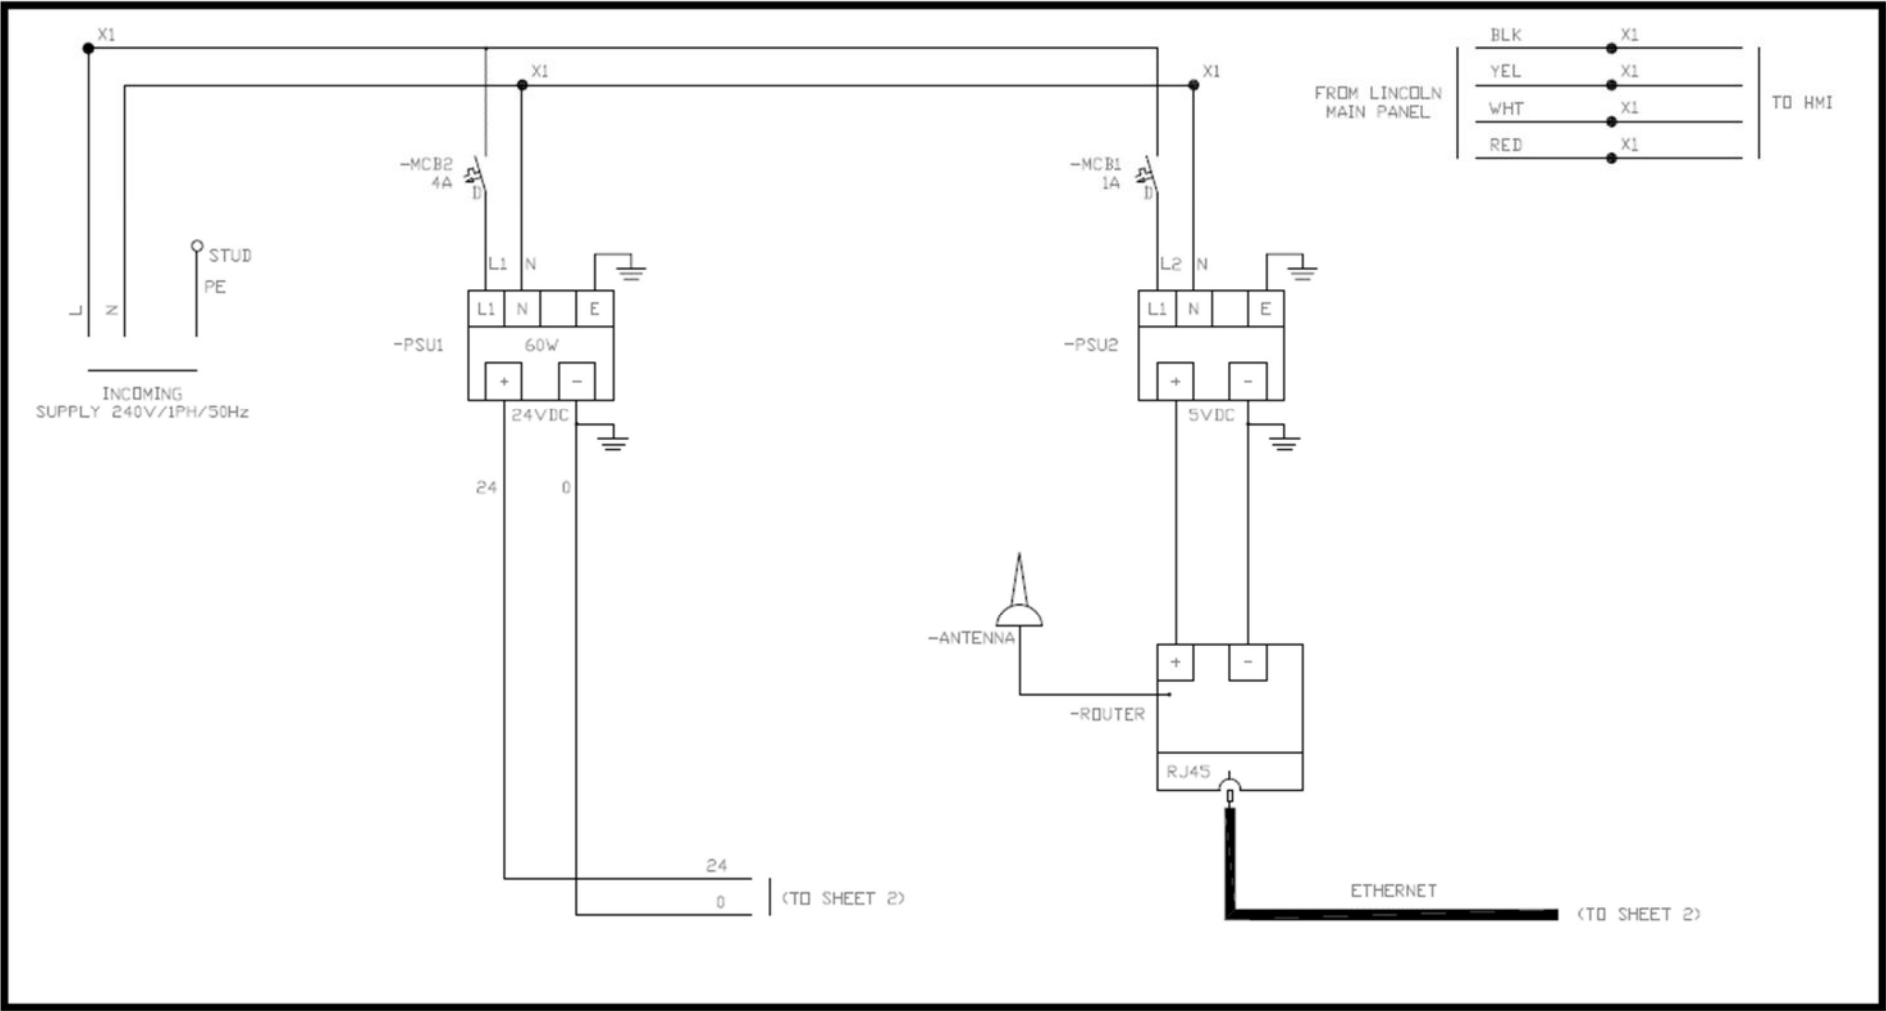 X1
X1
X1
BLK X1
YEL X1
WHT X1
RED X1
FROM LINCOLN
MAIN PANEL
TO HMI
-MCB2
4A
D
-MCB1
1A
D
STUD
PE
L
N
INCOMING
SUPPLY 240V/1PH/50Hz
L1 N
L1 N E
-PSU1
60W
+ -
24VDC
24 0
L2 N
L1 N E
-PSU2
+ -
5VDC
-ANTENNA
+ -
-ROUTER
RJ45
24
0
(TO SHEET 2)
ETHERNET
(TO SHEET 2)